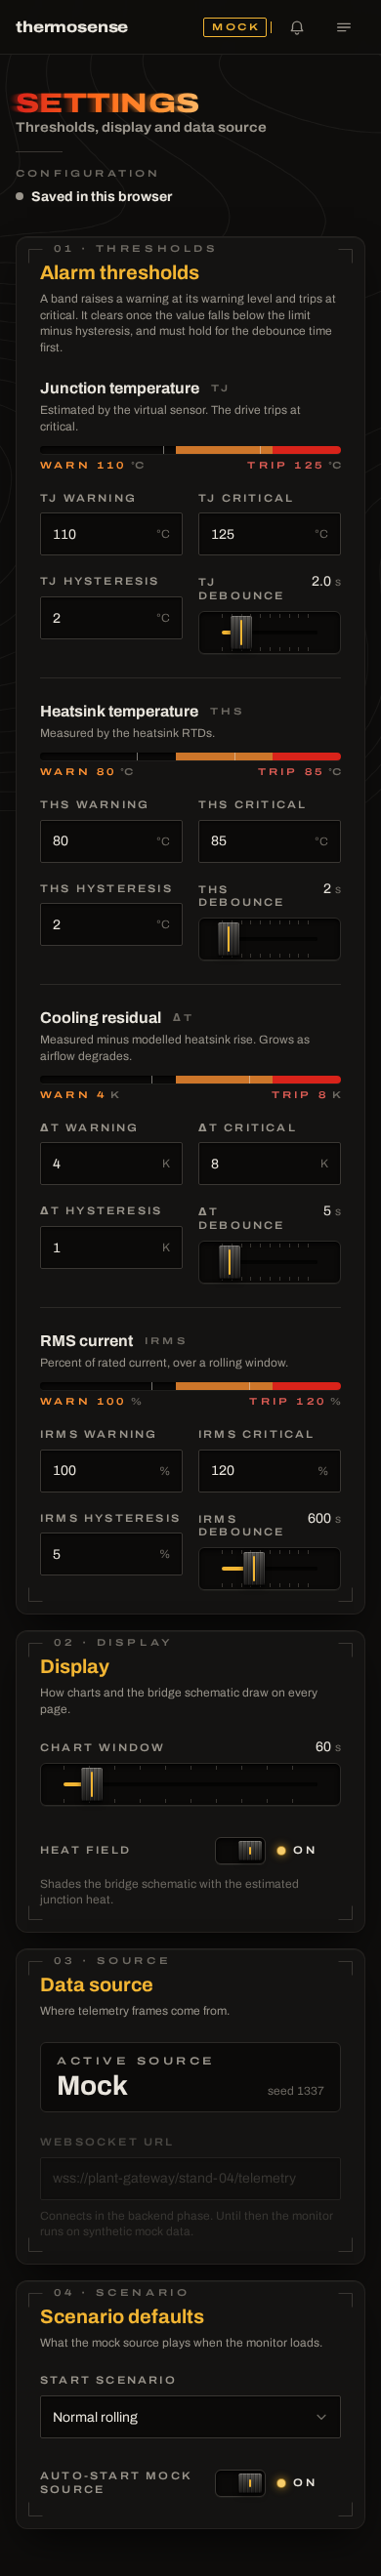 thermosense
MOCK
SETTINGS
Thresholds, display and data source
CONFIGURATION
Saved in this browser
01 · THRESHOLDS
Alarm thresholds
A band raises a warning at its warning level and trips at
critical. It clears once the value falls below the limit
minus hysteresis, and must hold for the debounce time
first.
Junction temperature TJ
Estimated by the virtual sensor. The drive trips at
critical.
WARN 110 °C TRIP 125 °C
TJ WARNING TJ CRITICAL
110 °C 125 °C
TJ HYSTERESIS TJ DEBOUNCE 2.0 s
2 °C
Heatsink temperature THS
Measured by the heatsink RTDs.
WARN 80 °C TRIP 85 °C
THS WARNING THS CRITICAL
80 °C 85 °C
THS HYSTERESIS THS DEBOUNCE 2 s
2 °C
Cooling residual ΔT
Measured minus modelled heatsink rise. Grows as
airflow degrades.
WARN 4 K TRIP 8 K
ΔT WARNING ΔT CRITICAL
4 K 8 K
ΔT HYSTERESIS ΔT DEBOUNCE 5 s
1 K
RMS current IRMS
Percent of rated current, over a rolling window.
WARN 100 % TRIP 120 %
IRMS WARNING IRMS CRITICAL
100 % 120 %
IRMS HYSTERESIS IRMS DEBOUNCE 600 s
5 %
02 · DISPLAY
Display
How charts and the bridge schematic draw on every
page.
CHART WINDOW 60 s
HEAT FIELD ON
Shades the bridge schematic with the estimated
junction heat.
03 · SOURCE
Data source
Where telemetry frames come from.
ACTIVE SOURCE
Mock seed 1337
WEBSOCKET URL
wss://plant-gateway/stand-04/telemetry
Connects in the backend phase. Until then the monitor
runs on synthetic mock data.
04 · SCENARIO
Scenario defaults
What the mock source plays when the monitor loads.
START SCENARIO
Normal rolling
AUTO-START MOCK
SOURCE ON